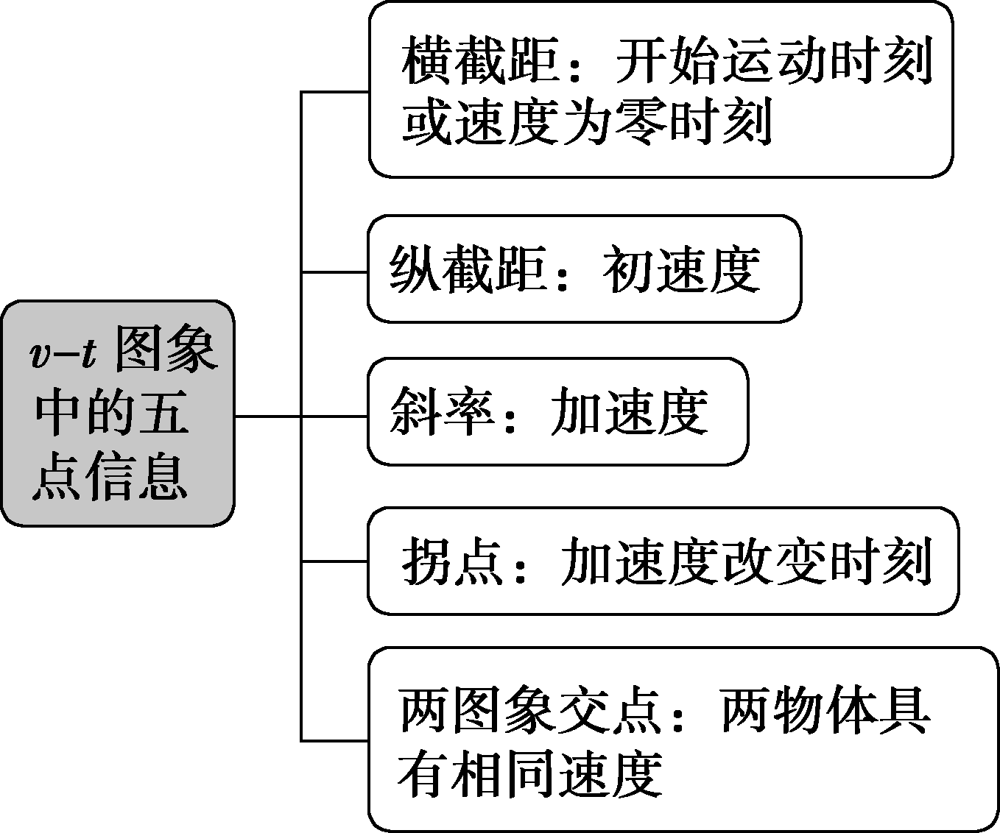 横截距：开始运动时刻
或速度为零时刻
纵截距：初速度
v-t 图象
中的五
点信息
斜率：加速度
拐点：加速度改变时刻
两图象交点：两物体具
有相同速度